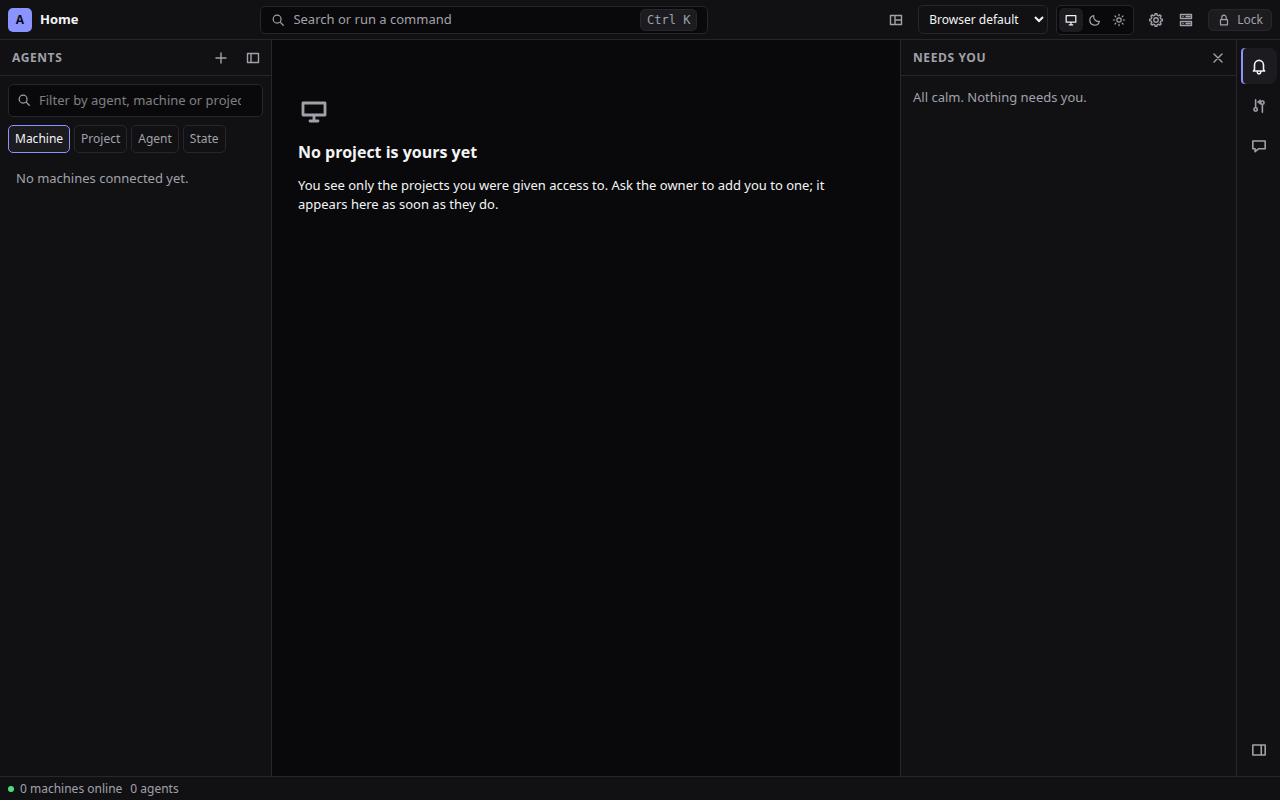 A Home
Search or run a command
Ctrl K
Browser default
Lock
AGENTS
Filter by agent, machine or projec
Machine
Project
Agent
State
No machines connected yet.
No project is yours yet
You see only the projects you were given access to. Ask the owner to add you to one; it
appears here as soon as they do.
NEEDS YOU
All calm. Nothing needs you.
0 machines online 0 agents